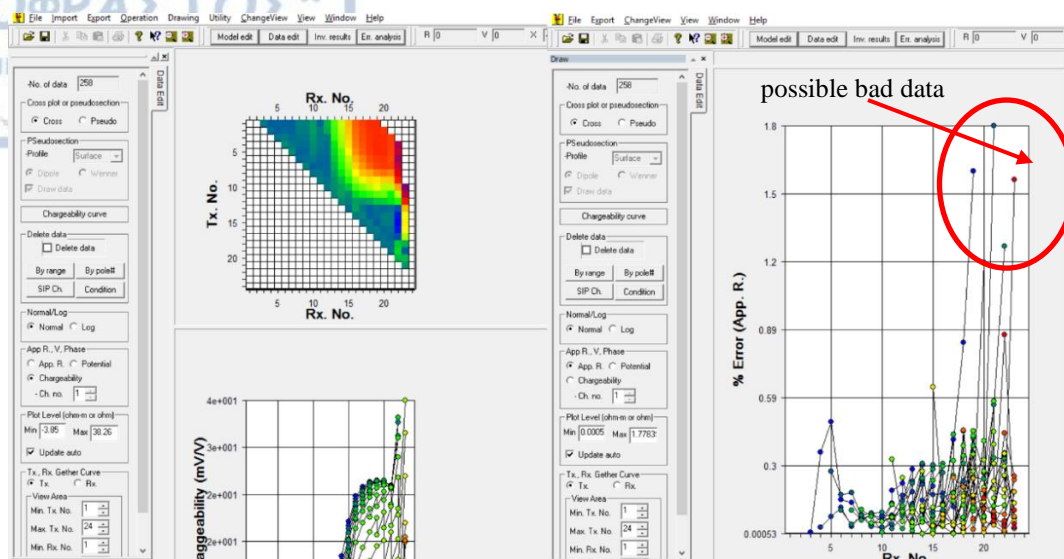 ΟΦΡΑΣΤΟΣ
File Import Export Operation Drawing Utility ChangeView View Window Help
Model edit Data edit Inv. results Err. analysis R 0 V 0 X
Data Edit
-No. of data 258
Cross plot or pseudosection
Cross Pseudo
PSeudosection
-Profile Surface
Dipole Wenner
Draw data
Chargeability curve
Delete data
Delete data
By range By pole#
SIP Ch. Condition
Normal/Log
Normal Log
App R., V, Phase
App. R. Potential
Chargeability
- Ch. no. 1
Plot Level (ohm-m or ohm)
Min -3.85 Max 38.26
Update auto
Tx., Rx. Gether Curve
Tx. Rx.
View Area
Min. Tx. No. 1
Max. Tx. No. 24
Min. Rx. No. 1
Rx. No.
5 10 15 20
Tx. No.
5
10
15
20
5 10 15 20
Rx. No.
4e+001
3e+001
2e+001
2e+001
aggeability (mV/V)
File Export ChangeView View Window Help
Model edit Data edit Inv. results Err. analysis R 0 V 0
Draw
Data Edit
-No. of data 258
Cross plot or pseudosection
Cross Pseudo
PSeudosection
-Profile Surface
Dipole Wenner
Draw data
Chargeability curve
Delete data
Delete data
By range By pole#
SIP Ch. Condition
Normal/Log
Normal Log
App R., V, Phase
App. R. Potential
Chargeability
- Ch. no. 1
Plot Level (ohm-m or ohm)
Min 0.0005 Max 1.7783
Update auto
Tx., Rx. Gether Curve
Tx. Rx.
View Area
Min. Tx. No. 1
Max. Tx. No. 24
Min. Rx. No. 1
possible bad data
% Error (App. R.)
1.8
1.5
1.2
0.89
0.59
0.3
0.00053
5 10 15 20
Rx. No.